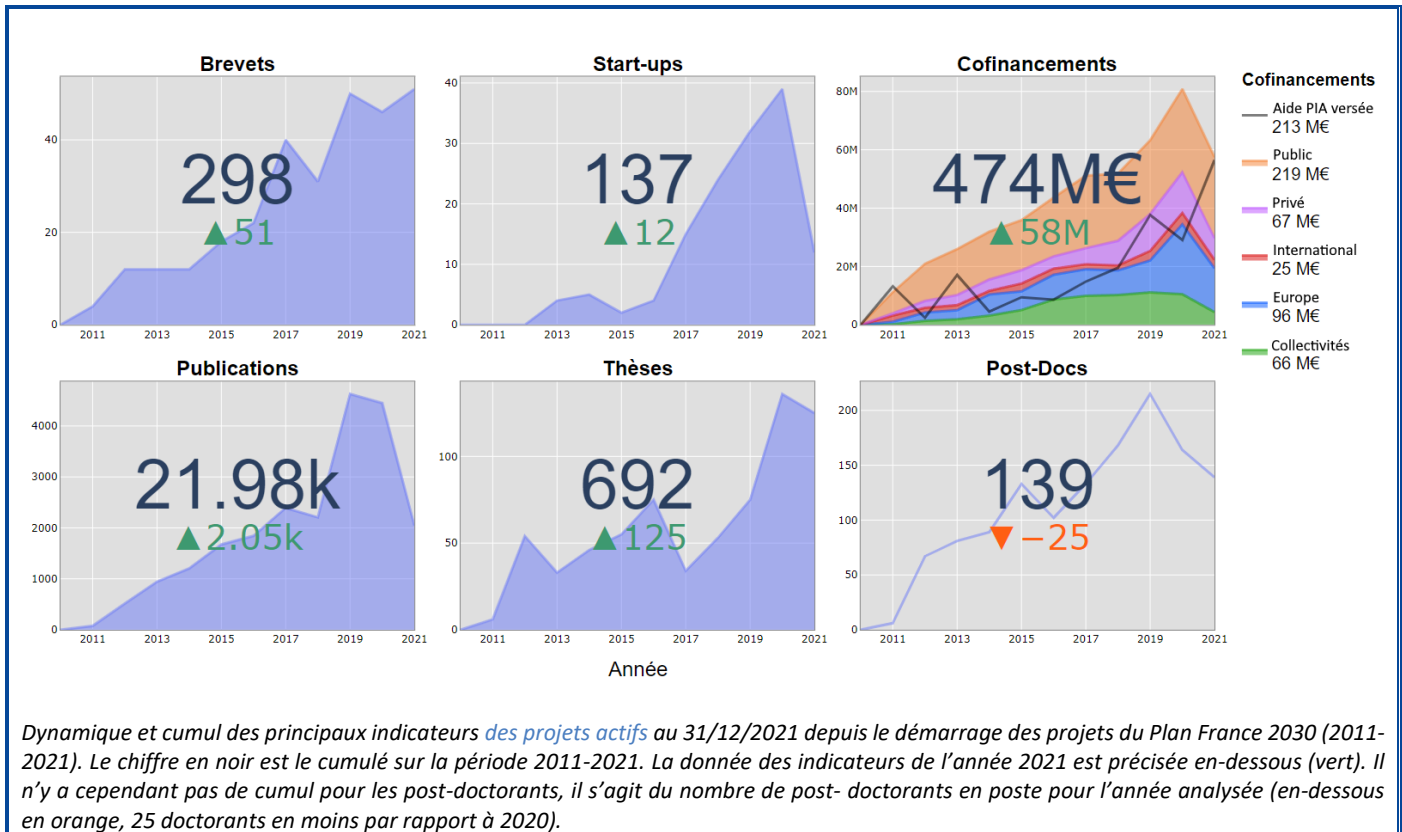 Brevets
40
20
0
2011
2013
2015
2017
2019
2021
298
▲51
Start-ups
40
30
20
10
0
2011
2013
2015
2017
2019
2021
137
▲12
Cofinancements
80M
60M
40M
20M
0
2011
2013
2015
2017
2019
2021
474M€
▲58M
Cofinancements
Aide PIA versée
213 M€
Public
219 M€
Privé
67 M€
International
25 M€
Europe
96 M€
Collectivités
66 M€
Publications
4000
3000
2000
1000
0
2011
2013
2015
2017
2019
2021
21.98k
▲2.05k
Thèses
100
50
0
2011
2013
2015
2017
2019
2021
692
▲125
Post-Docs
200
150
100
50
0
2011
2013
2015
2017
2019
2021
139
▼−25
Année
Dynamique et cumul des principaux indicateurs des projets actifs au 31/12/2021 depuis le démarrage des projets du Plan France 2030 (2011-
2021). Le chiffre en noir est le cumulé sur la période 2011-2021. La donnée des indicateurs de l’année 2021 est précisée en-dessous (vert). Il
n’y a cependant pas de cumul pour les post-doctorants, il s’agit du nombre de post- doctorants en poste pour l’année analysée (en-dessous
en orange, 25 doctorants en moins par rapport à 2020).